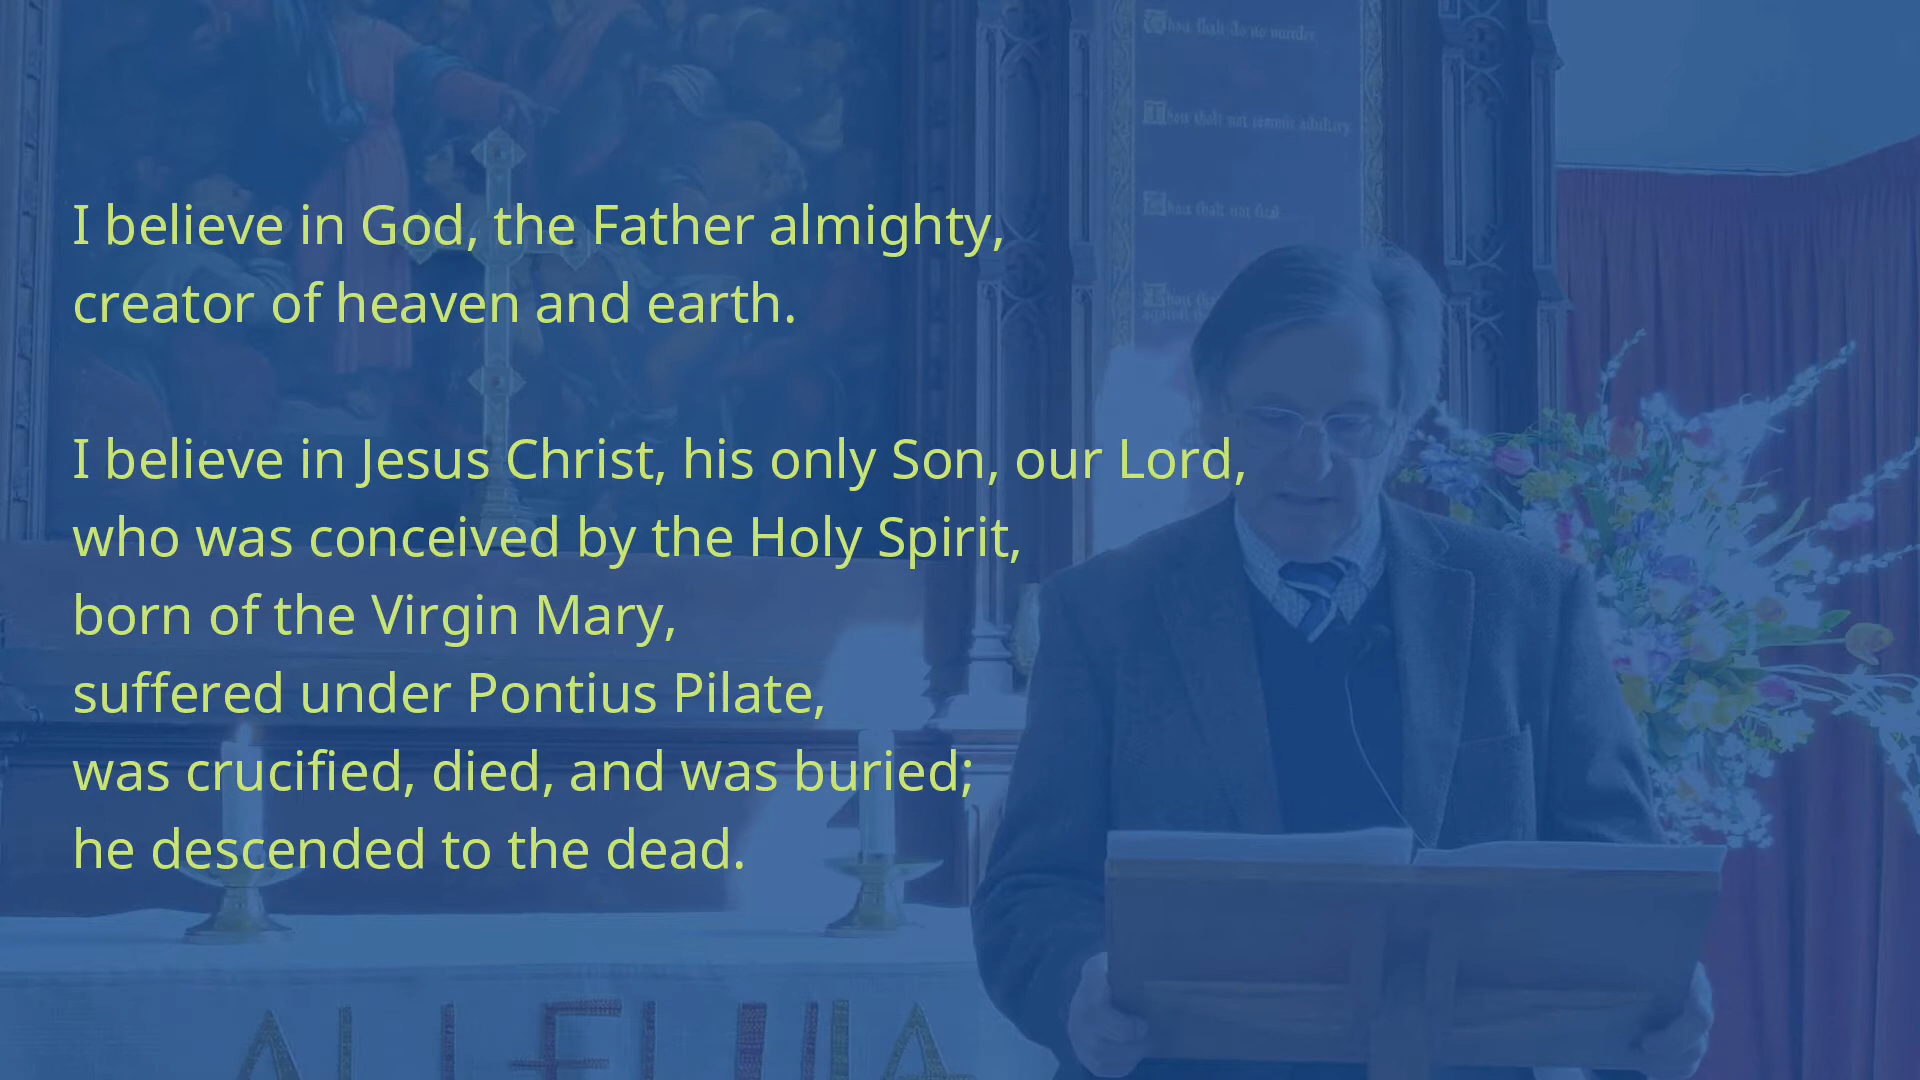 Thou shalt do no murder
Thou shalt not commit adultery
Thou shalt not steal
I believe in God, the Father almighty,
creator of heaven and earth.
I believe in Jesus Christ, his only Son, our Lord,
who was conceived by the Holy Spirit,
born of the Virgin Mary,
suffered under Pontius Pilate,
was crucified, died, and was buried;
he descended to the dead.
ALLELUIA